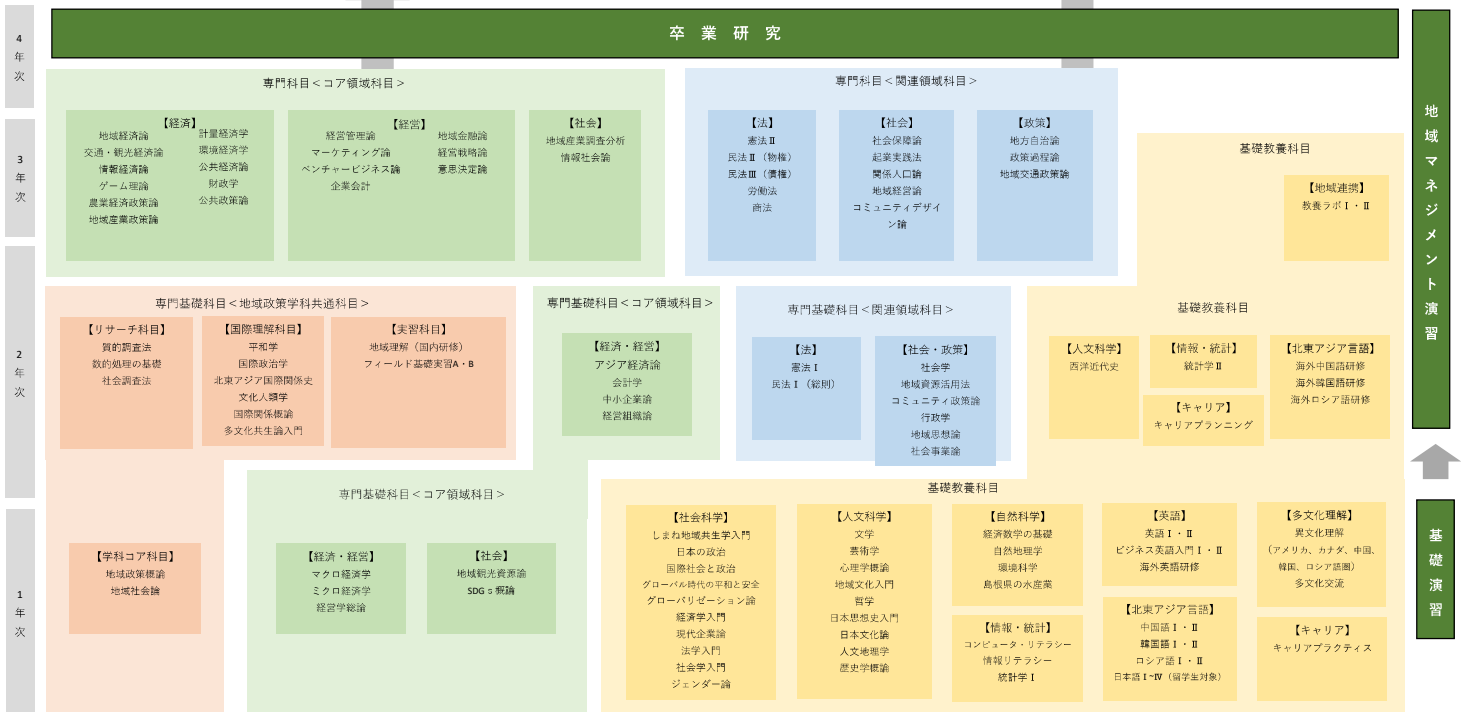 卒業研究
4
年
次
3
年
次
2
年
次
1
年
次
地域マネジメント演習
基礎演習
専門科目<コア領域科目>
【経済】
地域経済論
交通・観光経済論
情報経済論
ゲーム理論
農業経済政策論
地域産業政策論
計量経済学
環境経済学
公共経済論
財政学
公共政策論
【経営】
経営管理論
マーケティング論
ベンチャービジネス論
企業会計
地域金融論
経営戦略論
意思決定論
【社会】
地域産業調査分析
情報社会論
専門科目<関連領域科目>
【法】
憲法Ⅱ
民法Ⅱ（物権）
民法Ⅲ（債権）
労働法
商法
【社会】
社会保障論
起業実践法
関係人口論
地域経営論
コミュニティデザイ
ン論
【政策】
地方自治論
政策過程論
地域交通政策論
基礎教養科目
【地域連携】
教養ラボⅠ・Ⅱ
専門基礎科目<地域政策学科共通科目>
【リサーチ科目】
質的調査法
数的処理の基礎
社会調査法
【国際理解科目】
平和学
国際政治学
北東アジア国際関係史
文化人類学
国際関係概論
多文化共生論入門
【実習科目】
地域理解（国内研修）
フィールド基礎実習A・B
専門基礎科目<コア領域科目>
【経済・経営】
アジア経済論
会計学
中小企業論
経営組織論
専門基礎科目<関連領域科目>
【法】
憲法Ⅰ
民法Ⅰ（総則）
【社会・政策】
社会学
地域資源活用法
コミュニティ政策論
行政学
地域思想論
社会事業論
基礎教養科目
【人文科学】
西洋近代史
【情報・統計】
統計学Ⅱ
【キャリア】
キャリアプランニング
【北東アジア言語】
海外中国語研修
海外韓国語研修
海外ロシア語研修
【学科コア科目】
地域政策概論
地域社会論
専門基礎科目<コア領域科目>
【経済・経営】
マクロ経済学
ミクロ経済学
経営学総論
【社会】
地域観光資源論
SDGｓ概論
基礎教養科目
【社会科学】
しまね地域共生学入門
日本の政治
国際社会と政治
グローバル時代の平和と安全
グローバリゼーション論
経済学入門
現代企業論
法学入門
社会学入門
ジェンダー論
【人文科学】
文学
芸術学
心理学概論
地域文化入門
哲学
日本思想史入門
日本文化論
人文地理学
歴史学概論
【自然科学】
経済数学の基礎
自然地理学
環境科学
島根県の水産業
【情報・統計】
コンピュータ・リテラシー
情報リテラシー
統計学Ⅰ
【英語】
英語Ⅰ・Ⅱ
ビジネス英語入門Ⅰ・Ⅱ
海外英語研修
【北東アジア言語】
中国語Ⅰ・Ⅱ
韓国語Ⅰ・Ⅱ
ロシア語Ⅰ・Ⅱ
日本語Ⅰ~Ⅳ（留学生対象）
【多文化理解】
異文化理解
（アメリカ、カナダ、中国、
韓国、ロシア語圏）
多文化交流
【キャリア】
キャリアプラクティス